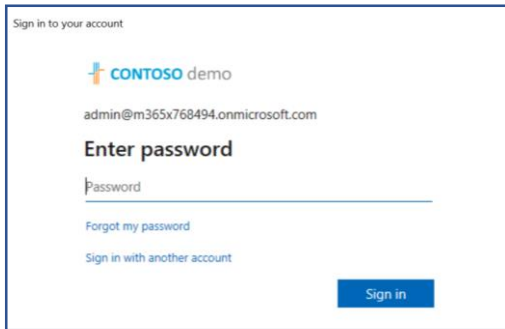 Sign in to your account
CONTOSO demo
admin@m365x768494.onmicrosoft.com
Enter password
Password
Forgot my password
Sign in with another account
Sign in